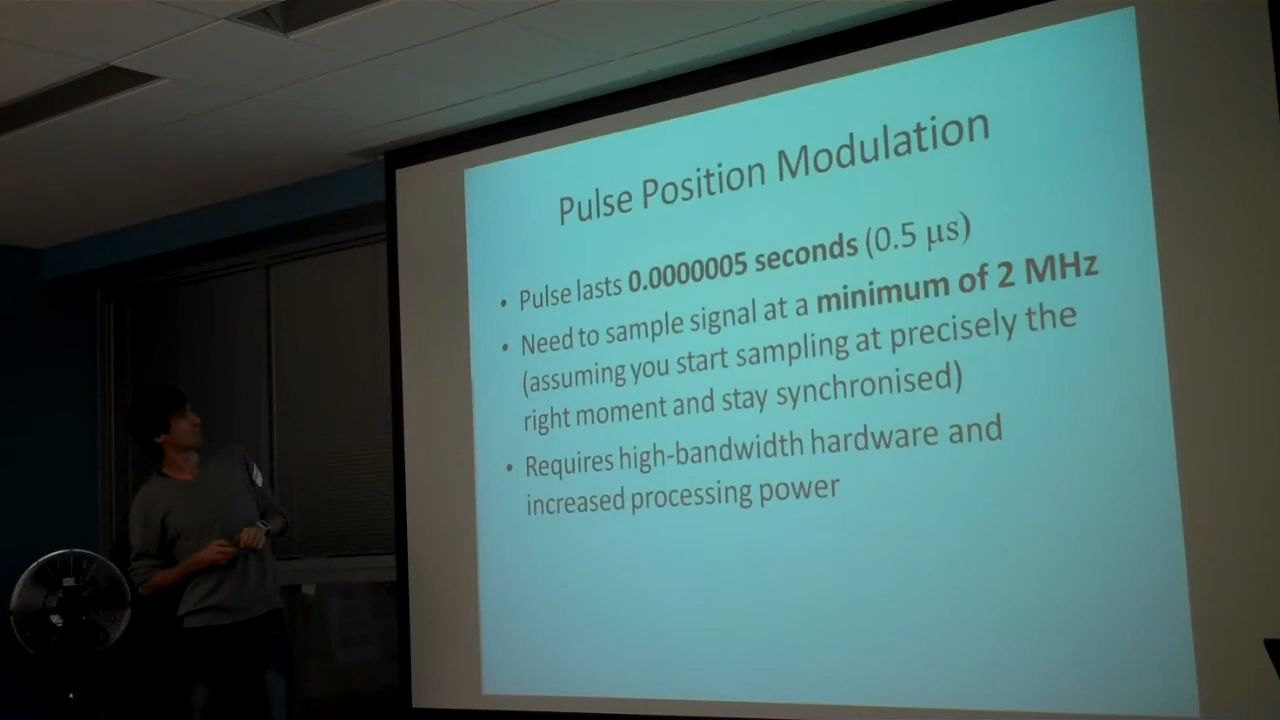 Pulse Position Modulation
• Pulse lasts 0.0000005 seconds (0.5 µs)
• Need to sample signal at a minimum of 2 MHz
(assuming you start sampling at precisely the
right moment and stay synchronised)
• Requires high-bandwidth hardware and
increased processing power